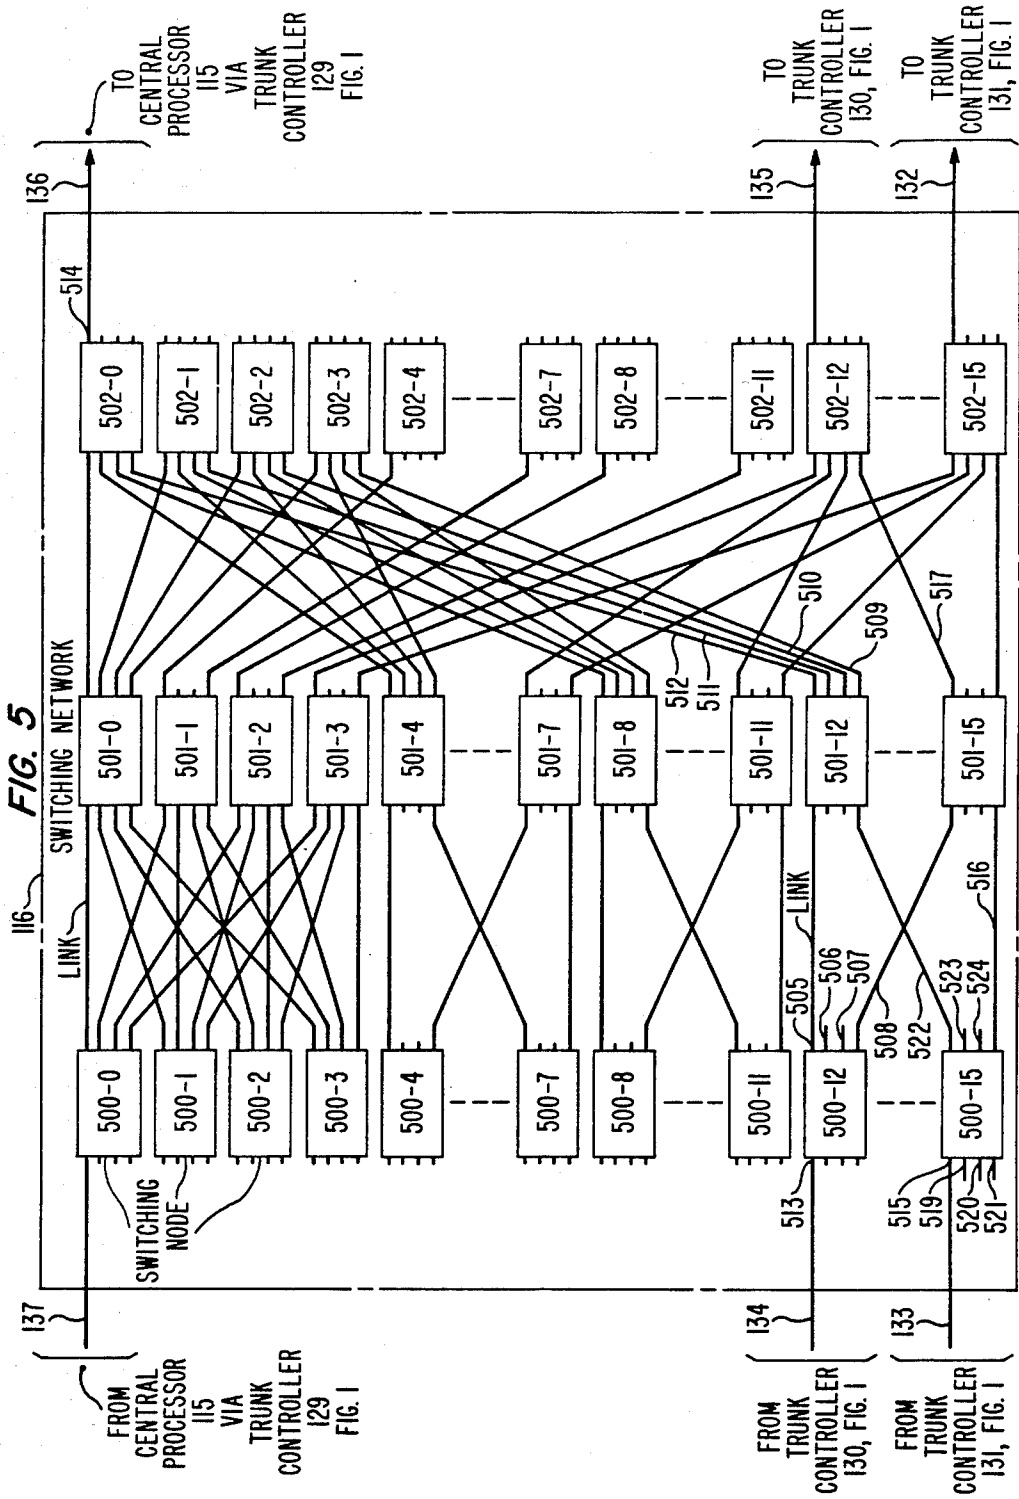 FIG. 5
116
SWITCHING NETWORK
137
FROM
CENTRAL
PROCESSOR
115
VIA
TRUNK
CONTROLLER
129
FIG. 1
136
TO
CENTRAL
PROCESSOR
115
VIA
TRUNK
CONTROLLER
129
FIG. 1
LINK
514
SWITCHING
NODE
500-0
500-1
500-2
500-3
500-4
500-7
500-8
500-11
500-12
500-15
501-0
501-1
501-2
501-3
501-4
501-7
501-8
501-11
501-12
501-15
502-0
502-1
502-2
502-3
502-4
502-7
502-8
502-11
502-12
502-15
512
511
510
509
517
LINK
505
506
507
508
522
523
524
516
513
515
519
520
521
134
FROM
TRUNK
CONTROLLER
130, FIG. 1
133
FROM
TRUNK
CONTROLLER
131, FIG. 1
135
TO
TRUNK
CONTROLLER
130, FIG. 1
132
TO
TRUNK
CONTROLLER
131, FIG. 1